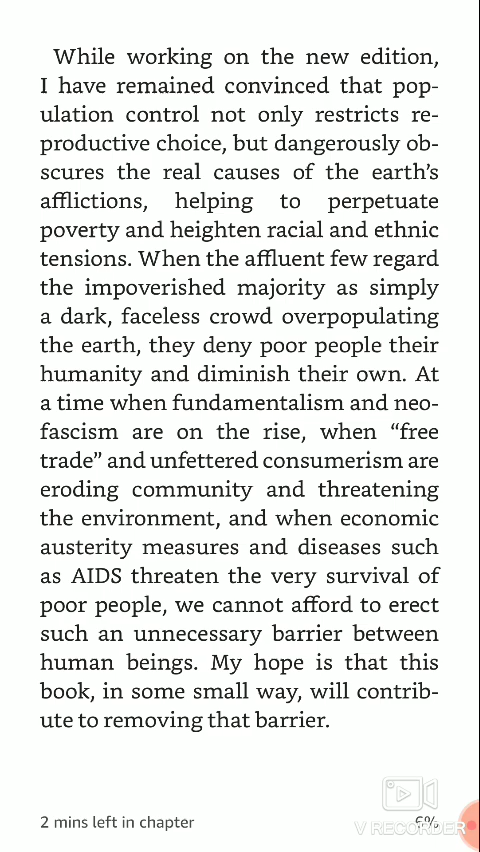 While working on the new edition,
I have remained convinced that pop-
ulation control not only restricts re-
productive choice, but dangerously ob-
scures the real causes of the earth’s
afflictions, helping to perpetuate
poverty and heighten racial and ethnic
tensions. When the affluent few regard
the impoverished majority as simply
a dark, faceless crowd overpopulating
the earth, they deny poor people their
humanity and diminish their own. At
a time when fundamentalism and neo-
fascism are on the rise, when “free
trade” and unfettered consumerism are
eroding community and threatening
the environment, and when economic
austerity measures and diseases such
as AIDS threaten the very survival of
poor people, we cannot afford to erect
such an unnecessary barrier between
human beings. My hope is that this
book, in some small way, will contrib-
ute to removing that barrier.
2 mins left in chapter 6%
V RECORDER